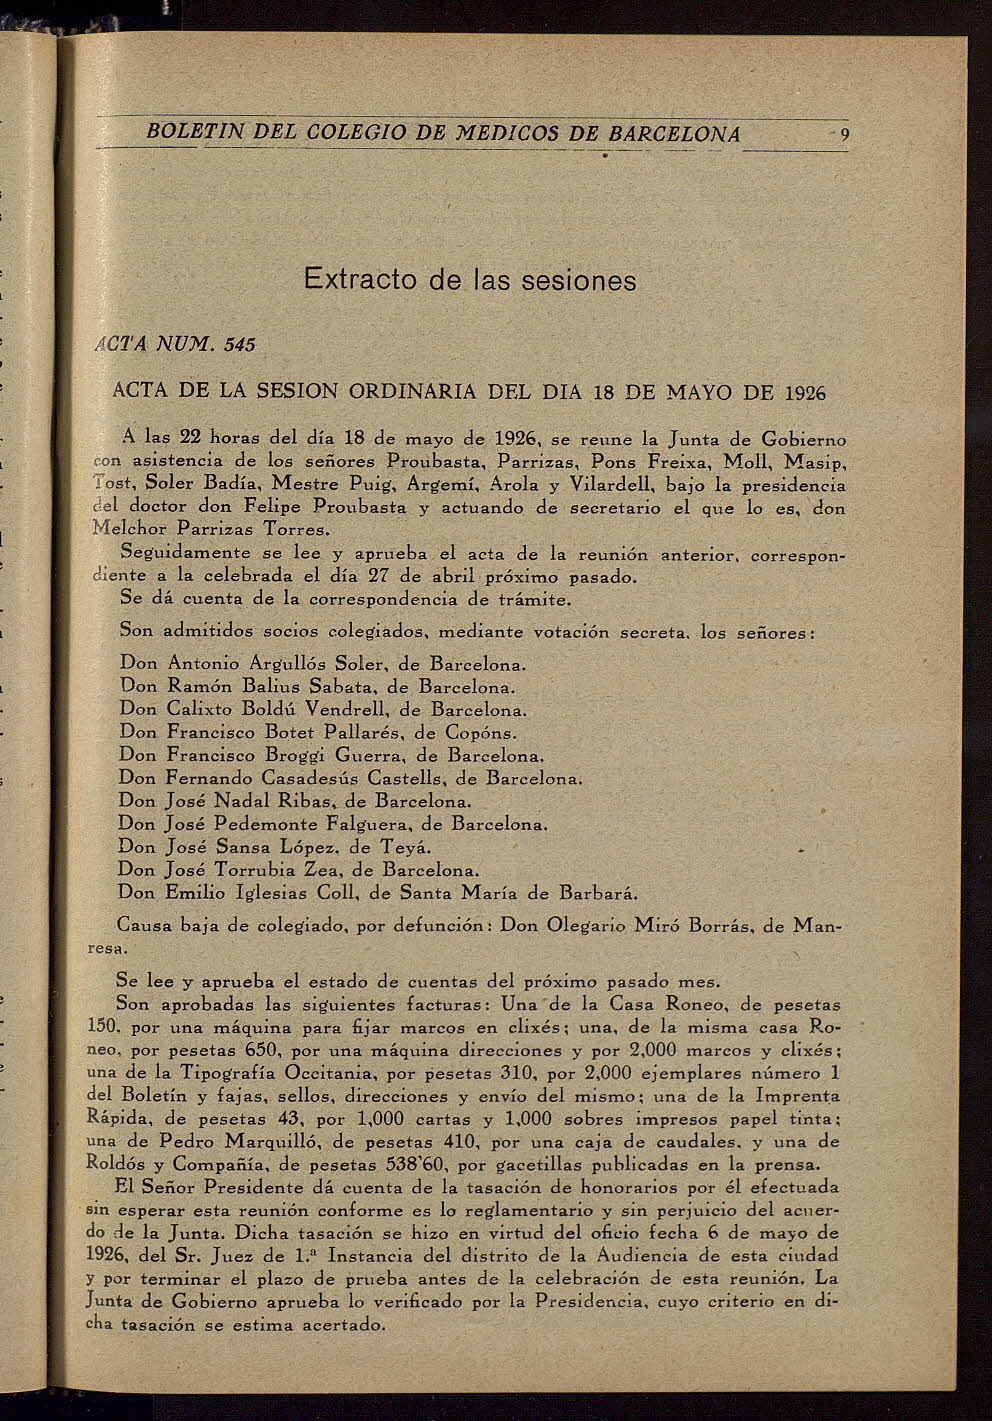 BOLETIN DEL COLEGIO DE MEDICOS DE BARCELONA 9
Extracto de las sesiones
ACTA NUM. 545
ACTA DE LA SESION ORDINARIA DEL DIA 18 DE MAYO DE 1926
A las 22 horas del día 18 de mayo de 1926, se reune la Junta de Gobierno
con asistencia de los señores Proubasta, Parrizas, Pons Freixa, Moll, Masip,
Tost, Soler Badía, Mestre Puig, Argemí, Arola y Vilardell, bajo la presidencia
del doctor don Felipe Proubasta y actuando de secretario el que lo es, don
Melchor Parrizas Torres.
Seguidamente se lee y aprueba el acta de la reunión anterior, correspon-
diente a la celebrada el día 27 de abril próximo pasado.
Se dá cuenta de la correspondencia de trámite.
Son admitidos socios colegiados, mediante votación secreta, los señores:
Don Antonio Argullós Soler, de Barcelona.
Don Ramón Balius Sabata, de Barcelona.
Don Calixto Boldú Vendrell, de Barcelona.
Don Francisco Botet Pallarés, de Copóns.
Don Francisco Broggi Guerra, de Barcelona.
Don Fernando Casadesús Castells, de Barcelona.
Don José Nadal Ribas, de Barcelona.
Don José Pedemonte Falguera, de Barcelona.
Don José Sansa López, de Teyá.
Don José Torrubia Zea, de Barcelona.
Don Emilio Iglesias Coll, de Santa María de Barbará.
Causa baja de colegiado, por defunción: Don Olegario Miró Borrás, de Man-
resa.
Se lee y aprueba el estado de cuentas del próximo pasado mes.
Son aprobadas las siguientes facturas: Una de la Casa Roneo, de pesetas
150, por una máquina para fijar marcos en clixés; una, de la misma casa Ro-
neo, por pesetas 650, por una máquina direcciones y por 2,000 marcos y clixés;
una de la Tipografía Occitania, por pesetas 310, por 2,000 ejemplares número 1
del Boletín y fajas, sellos, direcciones y envío del mismo; una de la Imprenta
Rápida, de pesetas 43, por 1,000 cartas y 1,000 sobres impresos papel tinta;
una de Pedro Marquilló, de pesetas 410, por una caja de caudales, y una de
Roldós y Compañía, de pesetas 538'60, por gacetillas publicadas en la prensa.
El Señor Presidente dá cuenta de la tasación de honorarios por él efectuada
sin esperar esta reunión conforme es lo reglamentario y sin perjuicio del acuer-
do de la Junta. Dicha tasación se hizo en virtud del oficio fecha 6 de mayo de
1926, del Sr. Juez de 1.ª Instancia del distrito de la Audiencia de esta ciudad
y por terminar el plazo de prueba antes de la celebración de esta reunión. La
Junta de Gobierno aprueba lo verificado por la Presidencia, cuyo criterio en di-
cha tasación se estima acertado.